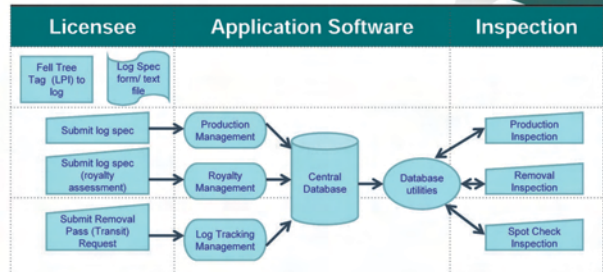 Licensee
Application Software
Inspection
Fell Tree
Tag (LPI) to
log
Log Spec
form/ text
file
Submit log spec
Production
Management
Production
Inspection
Submit log spec
(royalty
assessment)
Royalty
Management
Central
Database
Database
utilities
Removal
Inspection
Submit Removal
Pass (Transit)
Request
Log Tracking
Management
Spot Check
Inspection